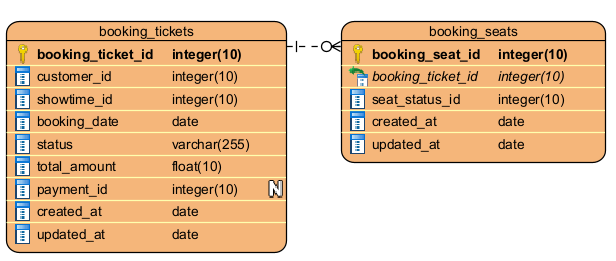 booking_tickets
booking_ticket_id integer(10)
customer_id integer(10)
showtime_id integer(10)
booking_date date
status varchar(255)
total_amount float(10)
payment_id integer(10) N
created_at date
updated_at date
booking_seats
booking_seat_id integer(10)
booking_ticket_id integer(10)
seat_status_id integer(10)
created_at date
updated_at date